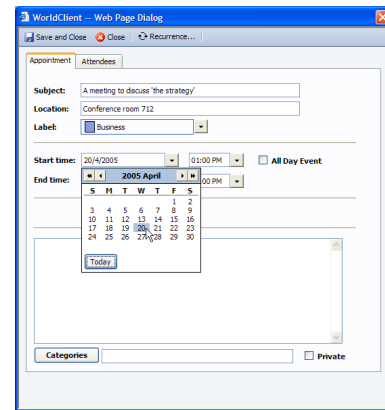 WorldClient -- Web Page Dialog
Save and Close Close Recurrence...
Appointment Attendees
Subject: A meeting to discuss 'the strategy'
Location: Conference room 712
Label: Business
Start time: 20/4/2005 01:00 PM All Day Event
End time: :00 PM
2005 April
S M T W T F S
1 2
3 4 5 6 7 8 9
10 11 12 13 14 15 16
17 18 19 20 21 22 23
24 25 26 27 28 29 30
Today
Categories Private